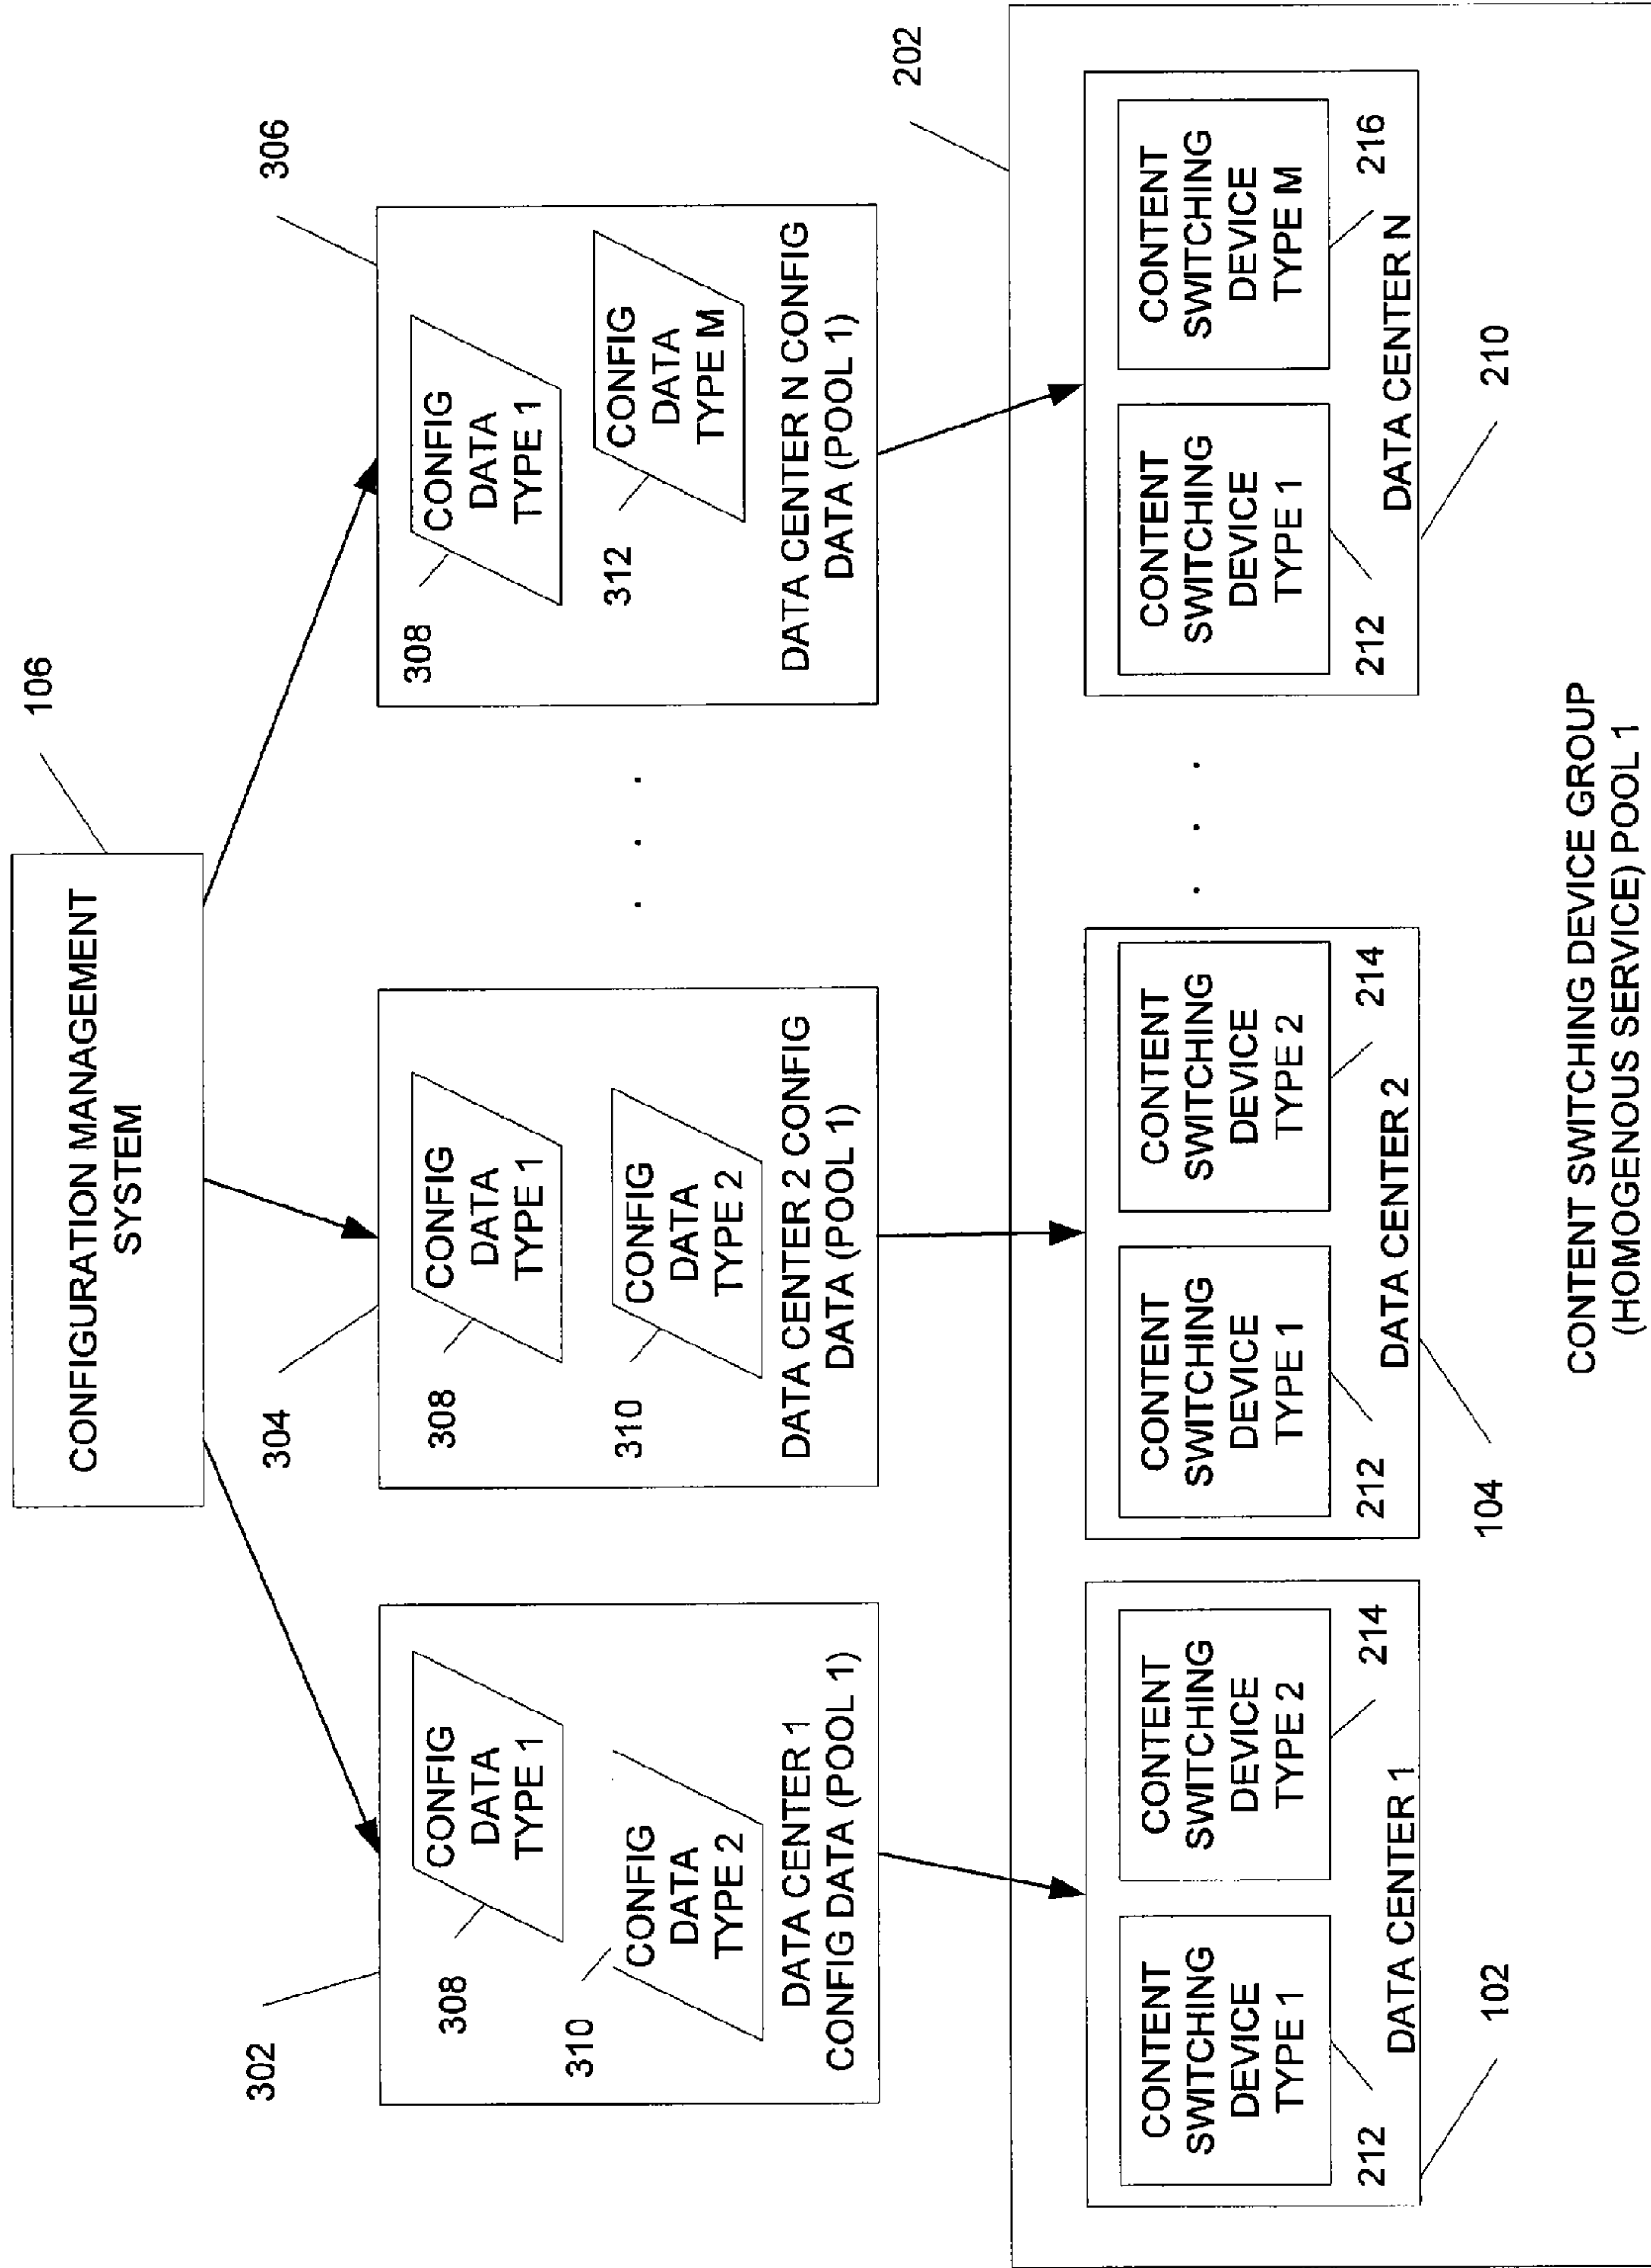 106
CONFIGURATION MANAGEMENT
SYSTEM
302
304
306
308
CONFIG
DATA
TYPE 1
310
CONFIG
DATA
TYPE 2
DATA CENTER 1
CONFIG DATA (POOL 1)
308
CONFIG
DATA
TYPE 1
310
CONFIG
DATA
TYPE 2
DATA CENTER 2 CONFIG
DATA (POOL 1)
. . .
308
CONFIG
DATA
TYPE 1
312
CONFIG
DATA
TYPE M
DATA CENTER N CONFIG
DATA (POOL 1)
202
CONTENT
SWITCHING
DEVICE
TYPE 1
212
CONTENT
SWITCHING
DEVICE
TYPE 2
214
DATA CENTER 1
102
CONTENT
SWITCHING
DEVICE
TYPE 1
212
CONTENT
SWITCHING
DEVICE
TYPE 2
214
DATA CENTER 2
104
. . .
CONTENT
SWITCHING
DEVICE
TYPE 1
212
CONTENT
SWITCHING
DEVICE
TYPE M
216
DATA CENTER N
210
CONTENT SWITCHING DEVICE GROUP
(HOMOGENOUS SERVICE) POOL 1